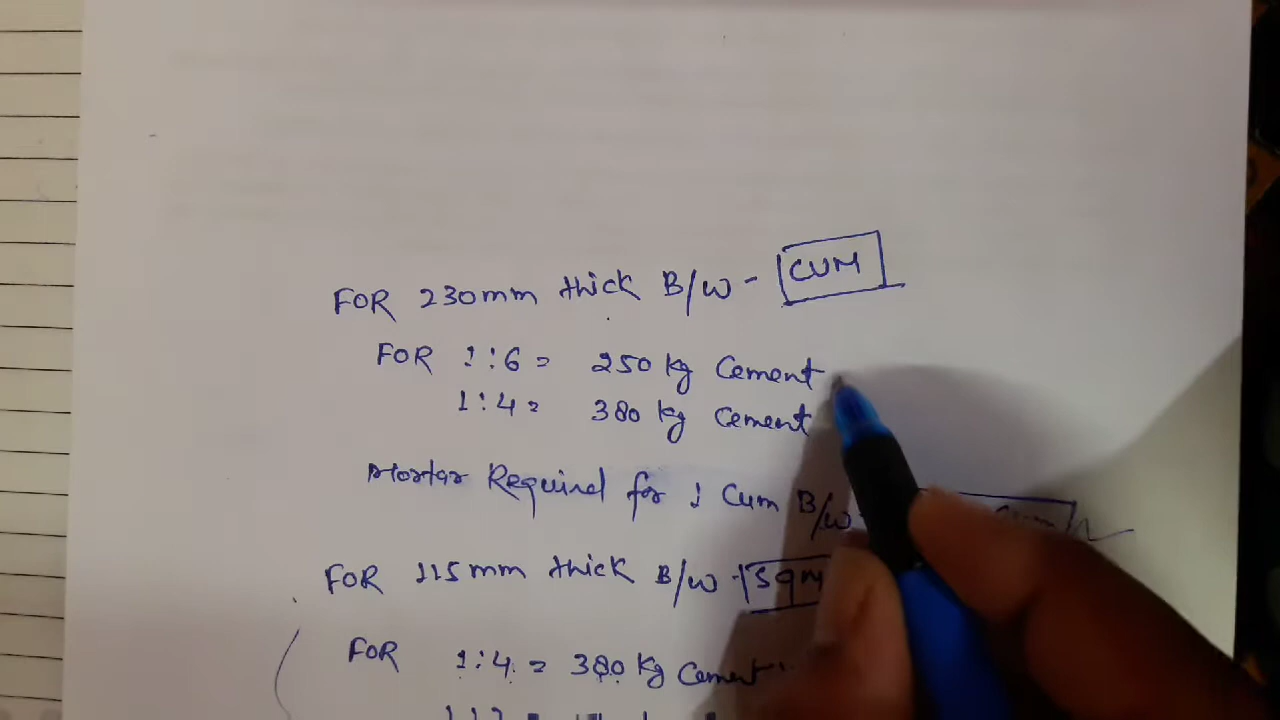 FOR 230mm thick B/W - CUM
FOR 1:6 = 250 kg Cement
1:4 = 380 kg Cement
Mortar Required for 1 Cum B/W - Cum
FOR 115mm thick B/W - Sqm
FOR 1:4 = 380 kg Cement